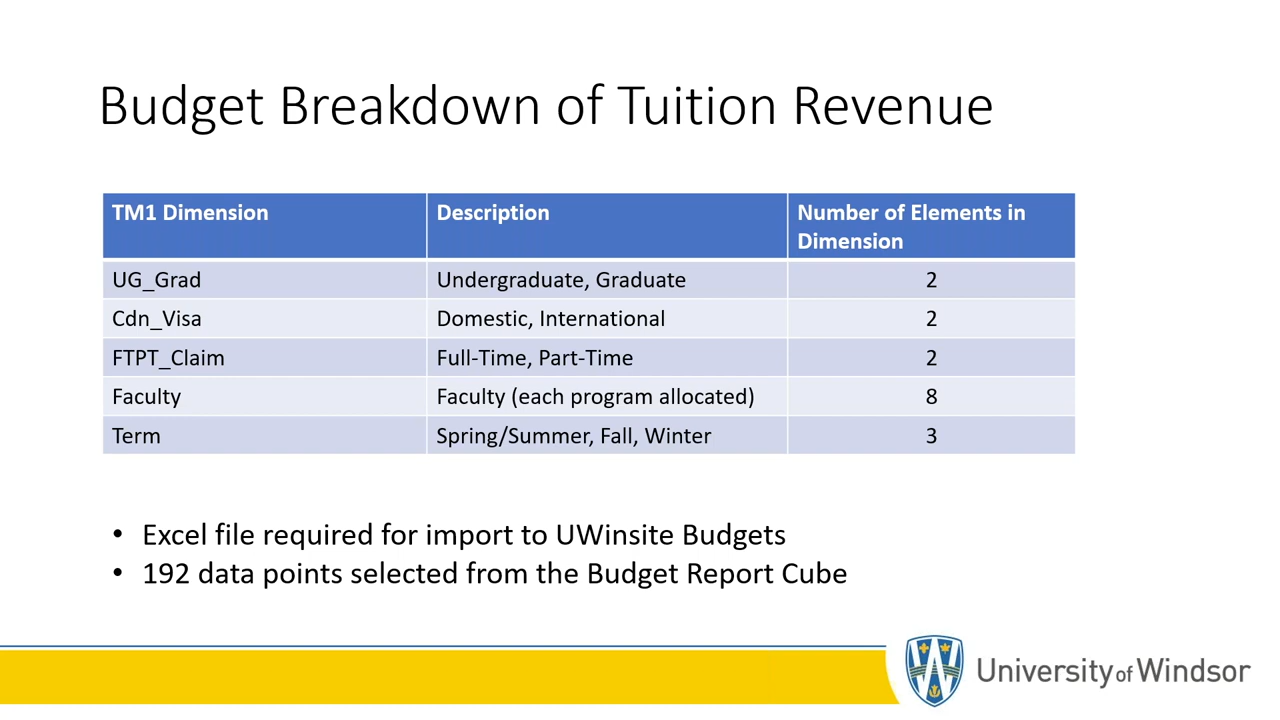 Budget Breakdown of Tuition Revenue
TM1 Dimension
Description
Number of Elements in
Dimension
UG_Grad
Undergraduate, Graduate
2
Cdn_Visa
Domestic, International
2
FTPT_Claim
Full-Time, Part-Time
2
Faculty
Faculty (each program allocated)
8
Term
Spring/Summer, Fall, Winter
3
• Excel file required for import to UWinsite Budgets
• 192 data points selected from the Budget Report Cube
University of Windsor